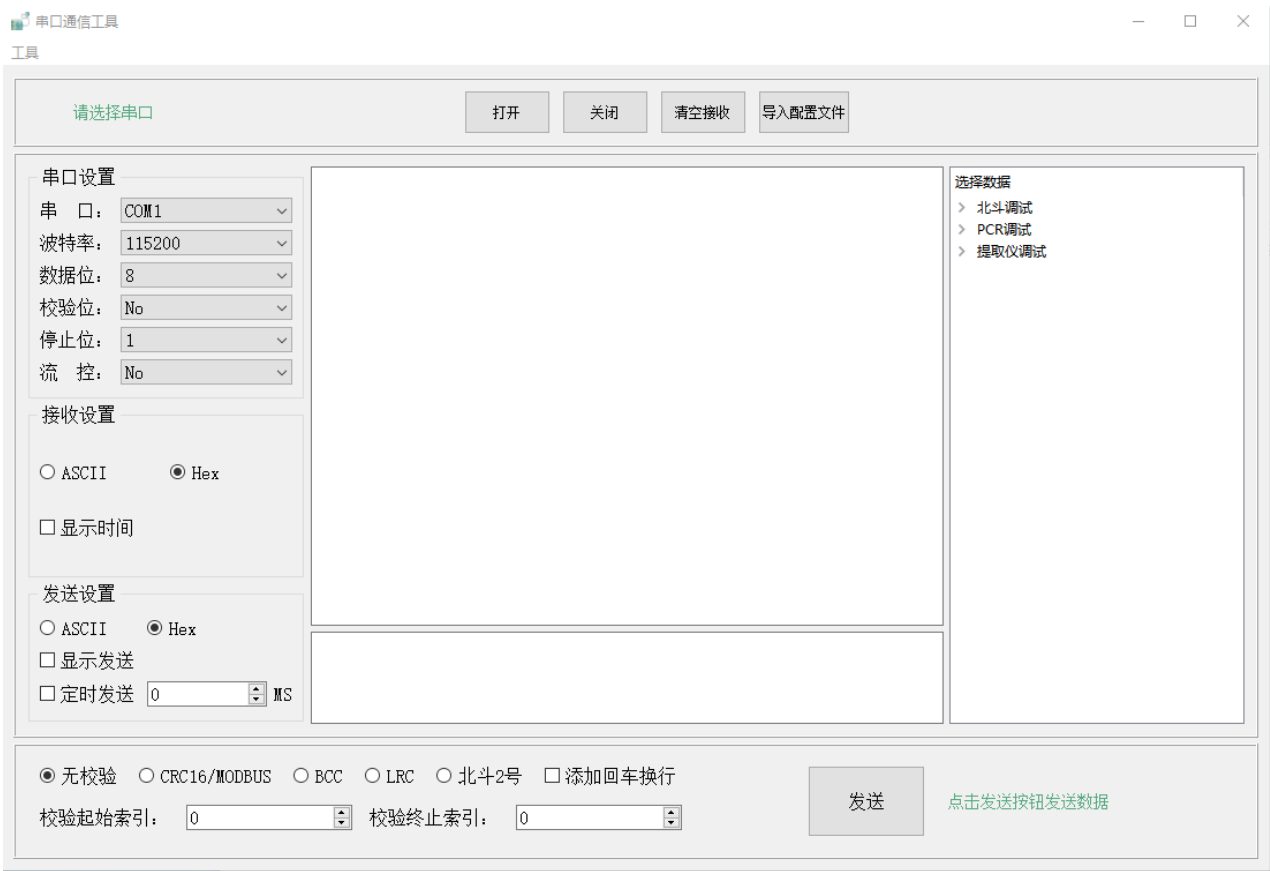 串口通信工具
工具
请选择串口 打开 关闭 清空接收 导入配置文件
串口设置
串 口: COM1
波特率: 115200
数据位: 8
校验位: No
停止位: 1
流 控: No
接收设置
ASCII Hex
显示时间
发送设置
ASCII Hex
显示发送
定时发送 0 MS
选择数据
北斗调试
PCR调试
提取仪调试
无校验 CRC16/MODBUS BCC LRC 北斗2号 添加回车换行
校验起始索引: 0 校验终止索引: 0
发送 点击发送按钮发送数据